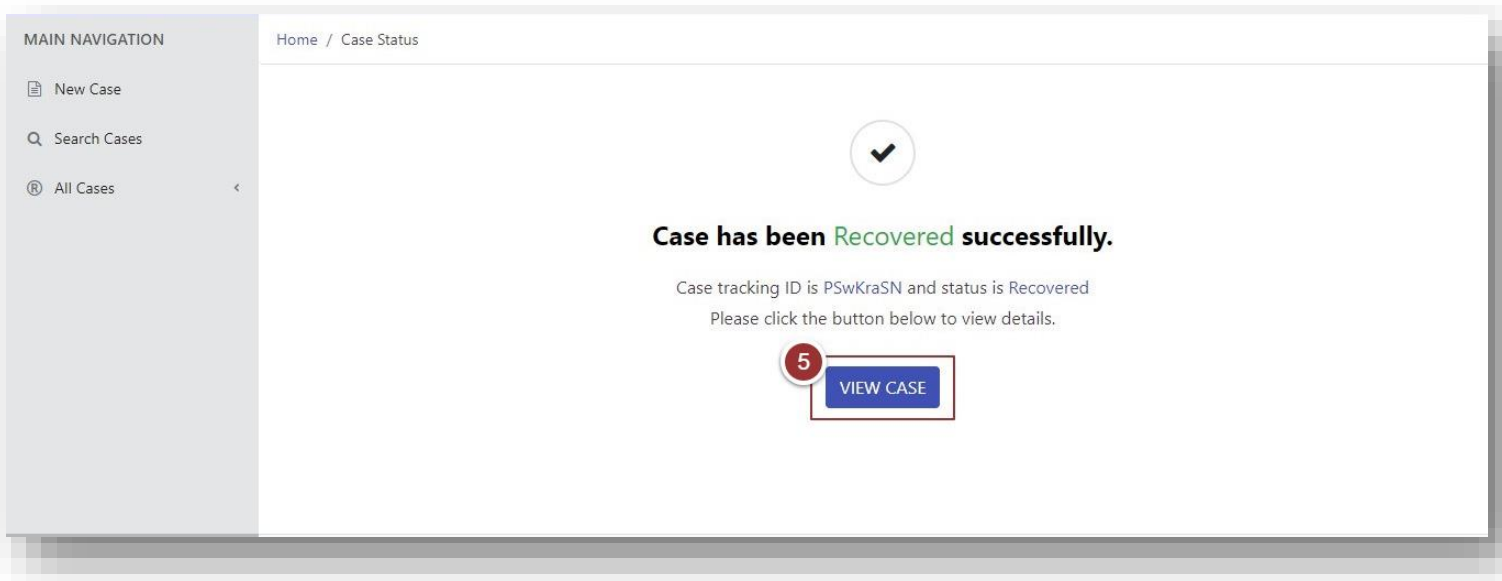 MAIN NAVIGATION
New Case
Search Cases
All Cases
Home / Case Status
Case has been Recovered successfully.
Case tracking ID is PSwKraSN and status is Recovered
Please click the button below to view details.
5
VIEW CASE